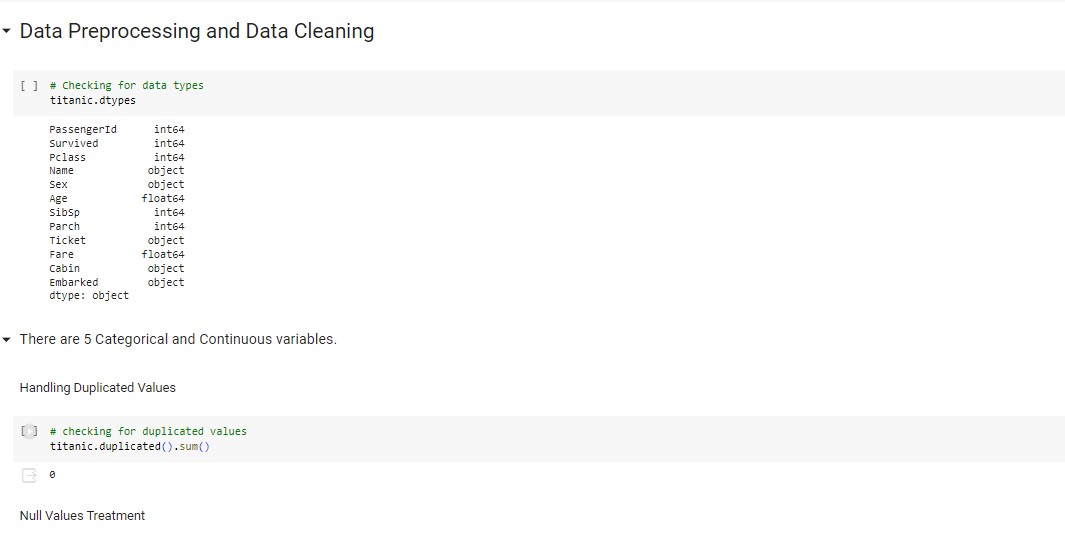 Data Preprocessing and Data Cleaning
[ ] # Checking for data types
titanic.dtypes
PassengerId int64
Survived int64
Pclass int64
Name object
Sex object
Age float64
SibSp int64
Parch int64
Ticket object
Fare float64
Cabin object
Embarked object
dtype: object
There are 5 Categorical and Continuous variables.
Handling Duplicated Values
[ ] # checking for duplicated values
titanic.duplicated().sum()
0
Null Values Treatment